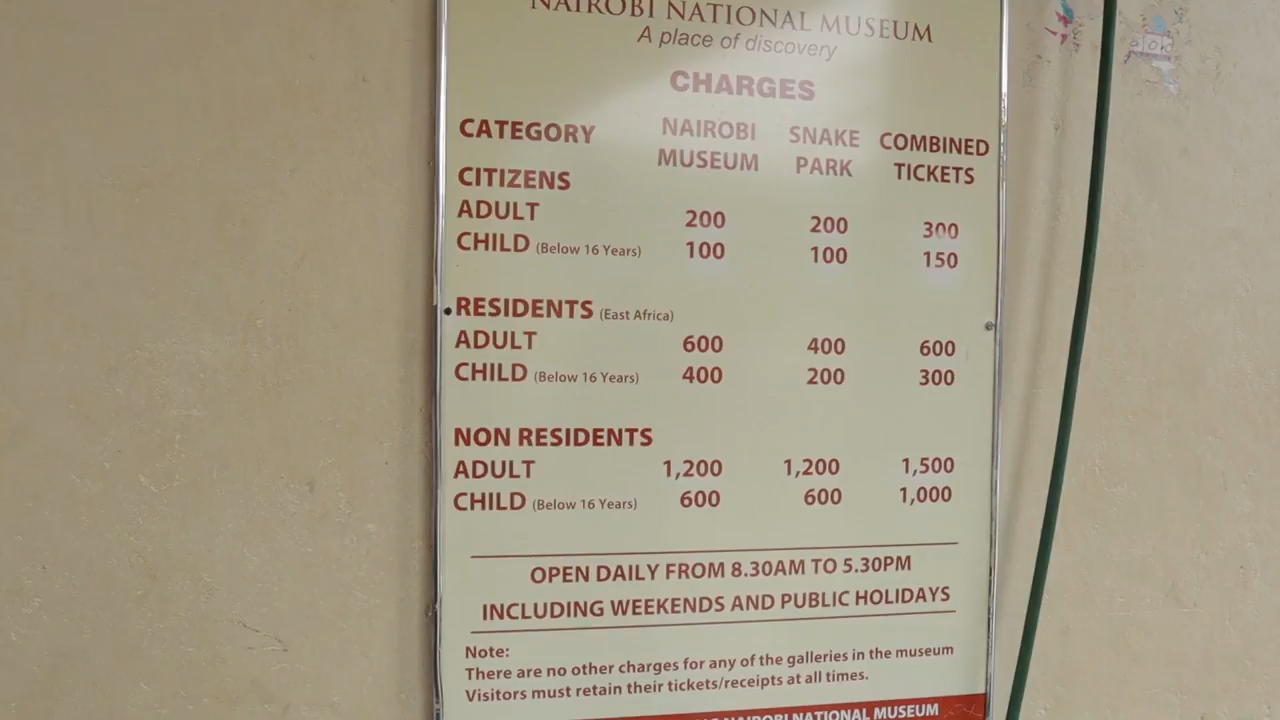 NAIROBI NATIONAL MUSEUM
A place of discovery
CHARGES
CATEGORY NAIROBI MUSEUM SNAKE PARK COMBINED TICKETS
CITIZENS
ADULT 200 200 300
CHILD (Below 16 Years) 100 100 150
RESIDENTS (East Africa)
ADULT 600 400 600
CHILD (Below 16 Years) 400 200 300
NON RESIDENTS
ADULT 1,200 1,200 1,500
CHILD (Below 16 Years) 600 600 1,000
OPEN DAILY FROM 8.30AM TO 5.30PM
INCLUDING WEEKENDS AND PUBLIC HOLIDAYS
Note:
There are no other charges for any of the galleries in the museum
Visitors must retain their tickets/receipts at all times.
NAIROBI NATIONAL MUSEUM